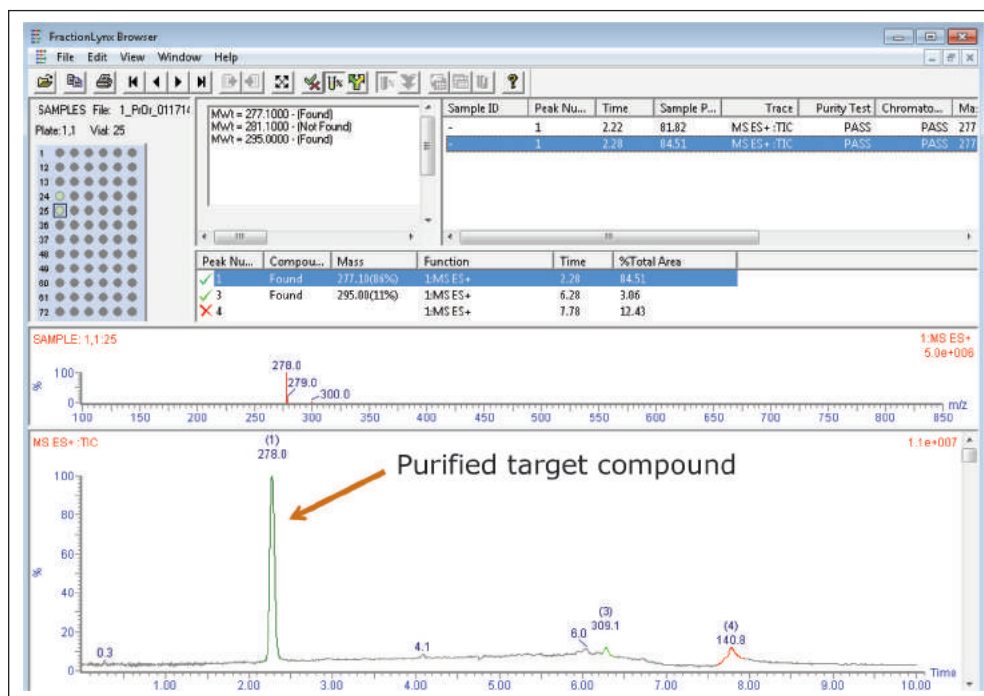 FractionLynx Browser
File Edit View Window Help
SAMPLES File: 1_PrDr_011714
Plate:1,1 Vial: 25
1
12
13
24
25
36
37
48
49
60
61
72
MWt = 277.1000 - (Found)
MWt = 281.1000 - (Not Found)
MWt = 295.0000 - (Found)
Sample ID Peak Nu... Time Sample P... Trace Purity Test Chromato... Ma
- 1 2.22 81.82 MS ES+ :TIC PASS PASS 277
- 1 2.28 84.51 MS ES+ :TIC PASS PASS 277
Peak Nu... Compou... Mass Function Time %Total Area
1 Found 277.10(86%) 1:MS ES+ 2.28 84.51
3 Found 295.00(11%) 1:MS ES+ 6.28 3.06
4 1:MS ES+ 7.78 12.43
SAMPLE: 1,1:25
1:MS ES+
5.0e+006
278.0
279.0
300.0
%
100
0
100 150 200 250 300 350 400 450 500 550 600 650 700 750 800 850 m/z
MS ES+ :TIC
1.1e+007
(1)
278.0
Purified target compound
100
80
60
%
40
20
0
0.3
4.1
6.0
(3)
309.1
(4)
140.8
1.00 2.00 3.00 4.00 5.00 6.00 7.00 8.00 9.00 10.00 Time